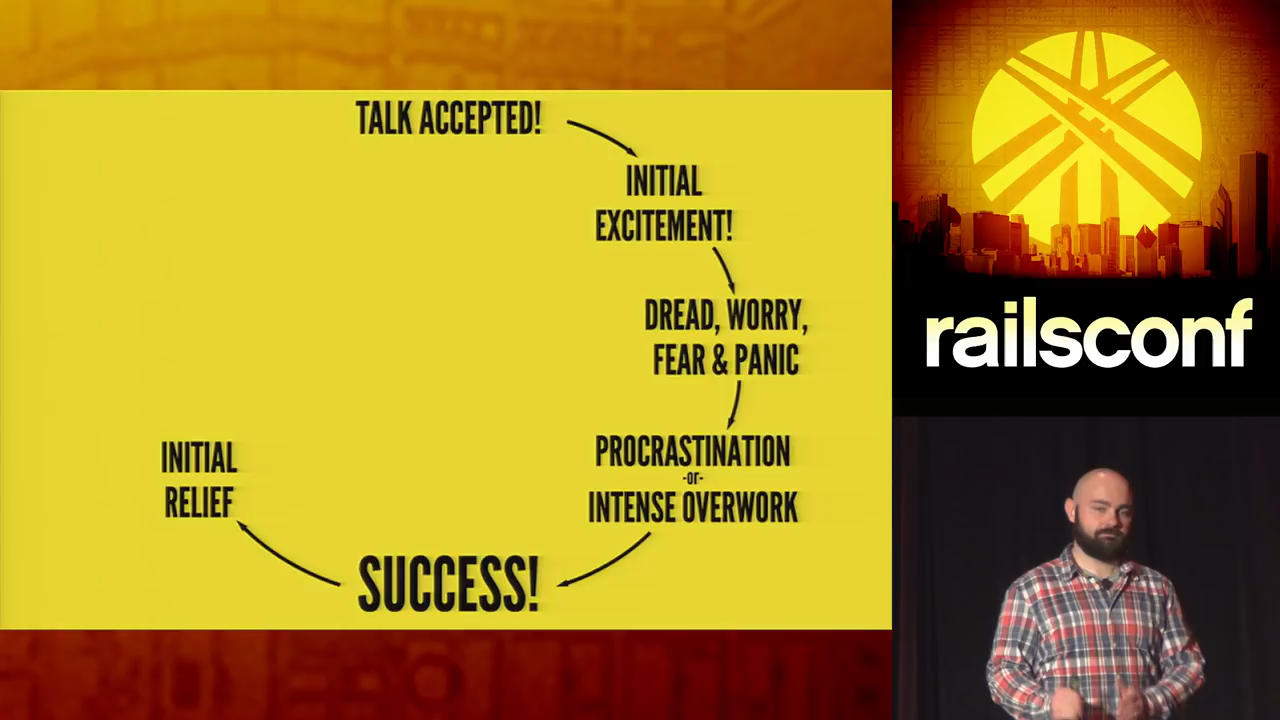 TALK ACCEPTED!
INITIAL
EXCITEMENT!
DREAD, WORRY,
FEAR & PANIC
PROCRASTINATION
-or-
INTENSE OVERWORK
SUCCESS!
INITIAL
RELIEF
railsconf